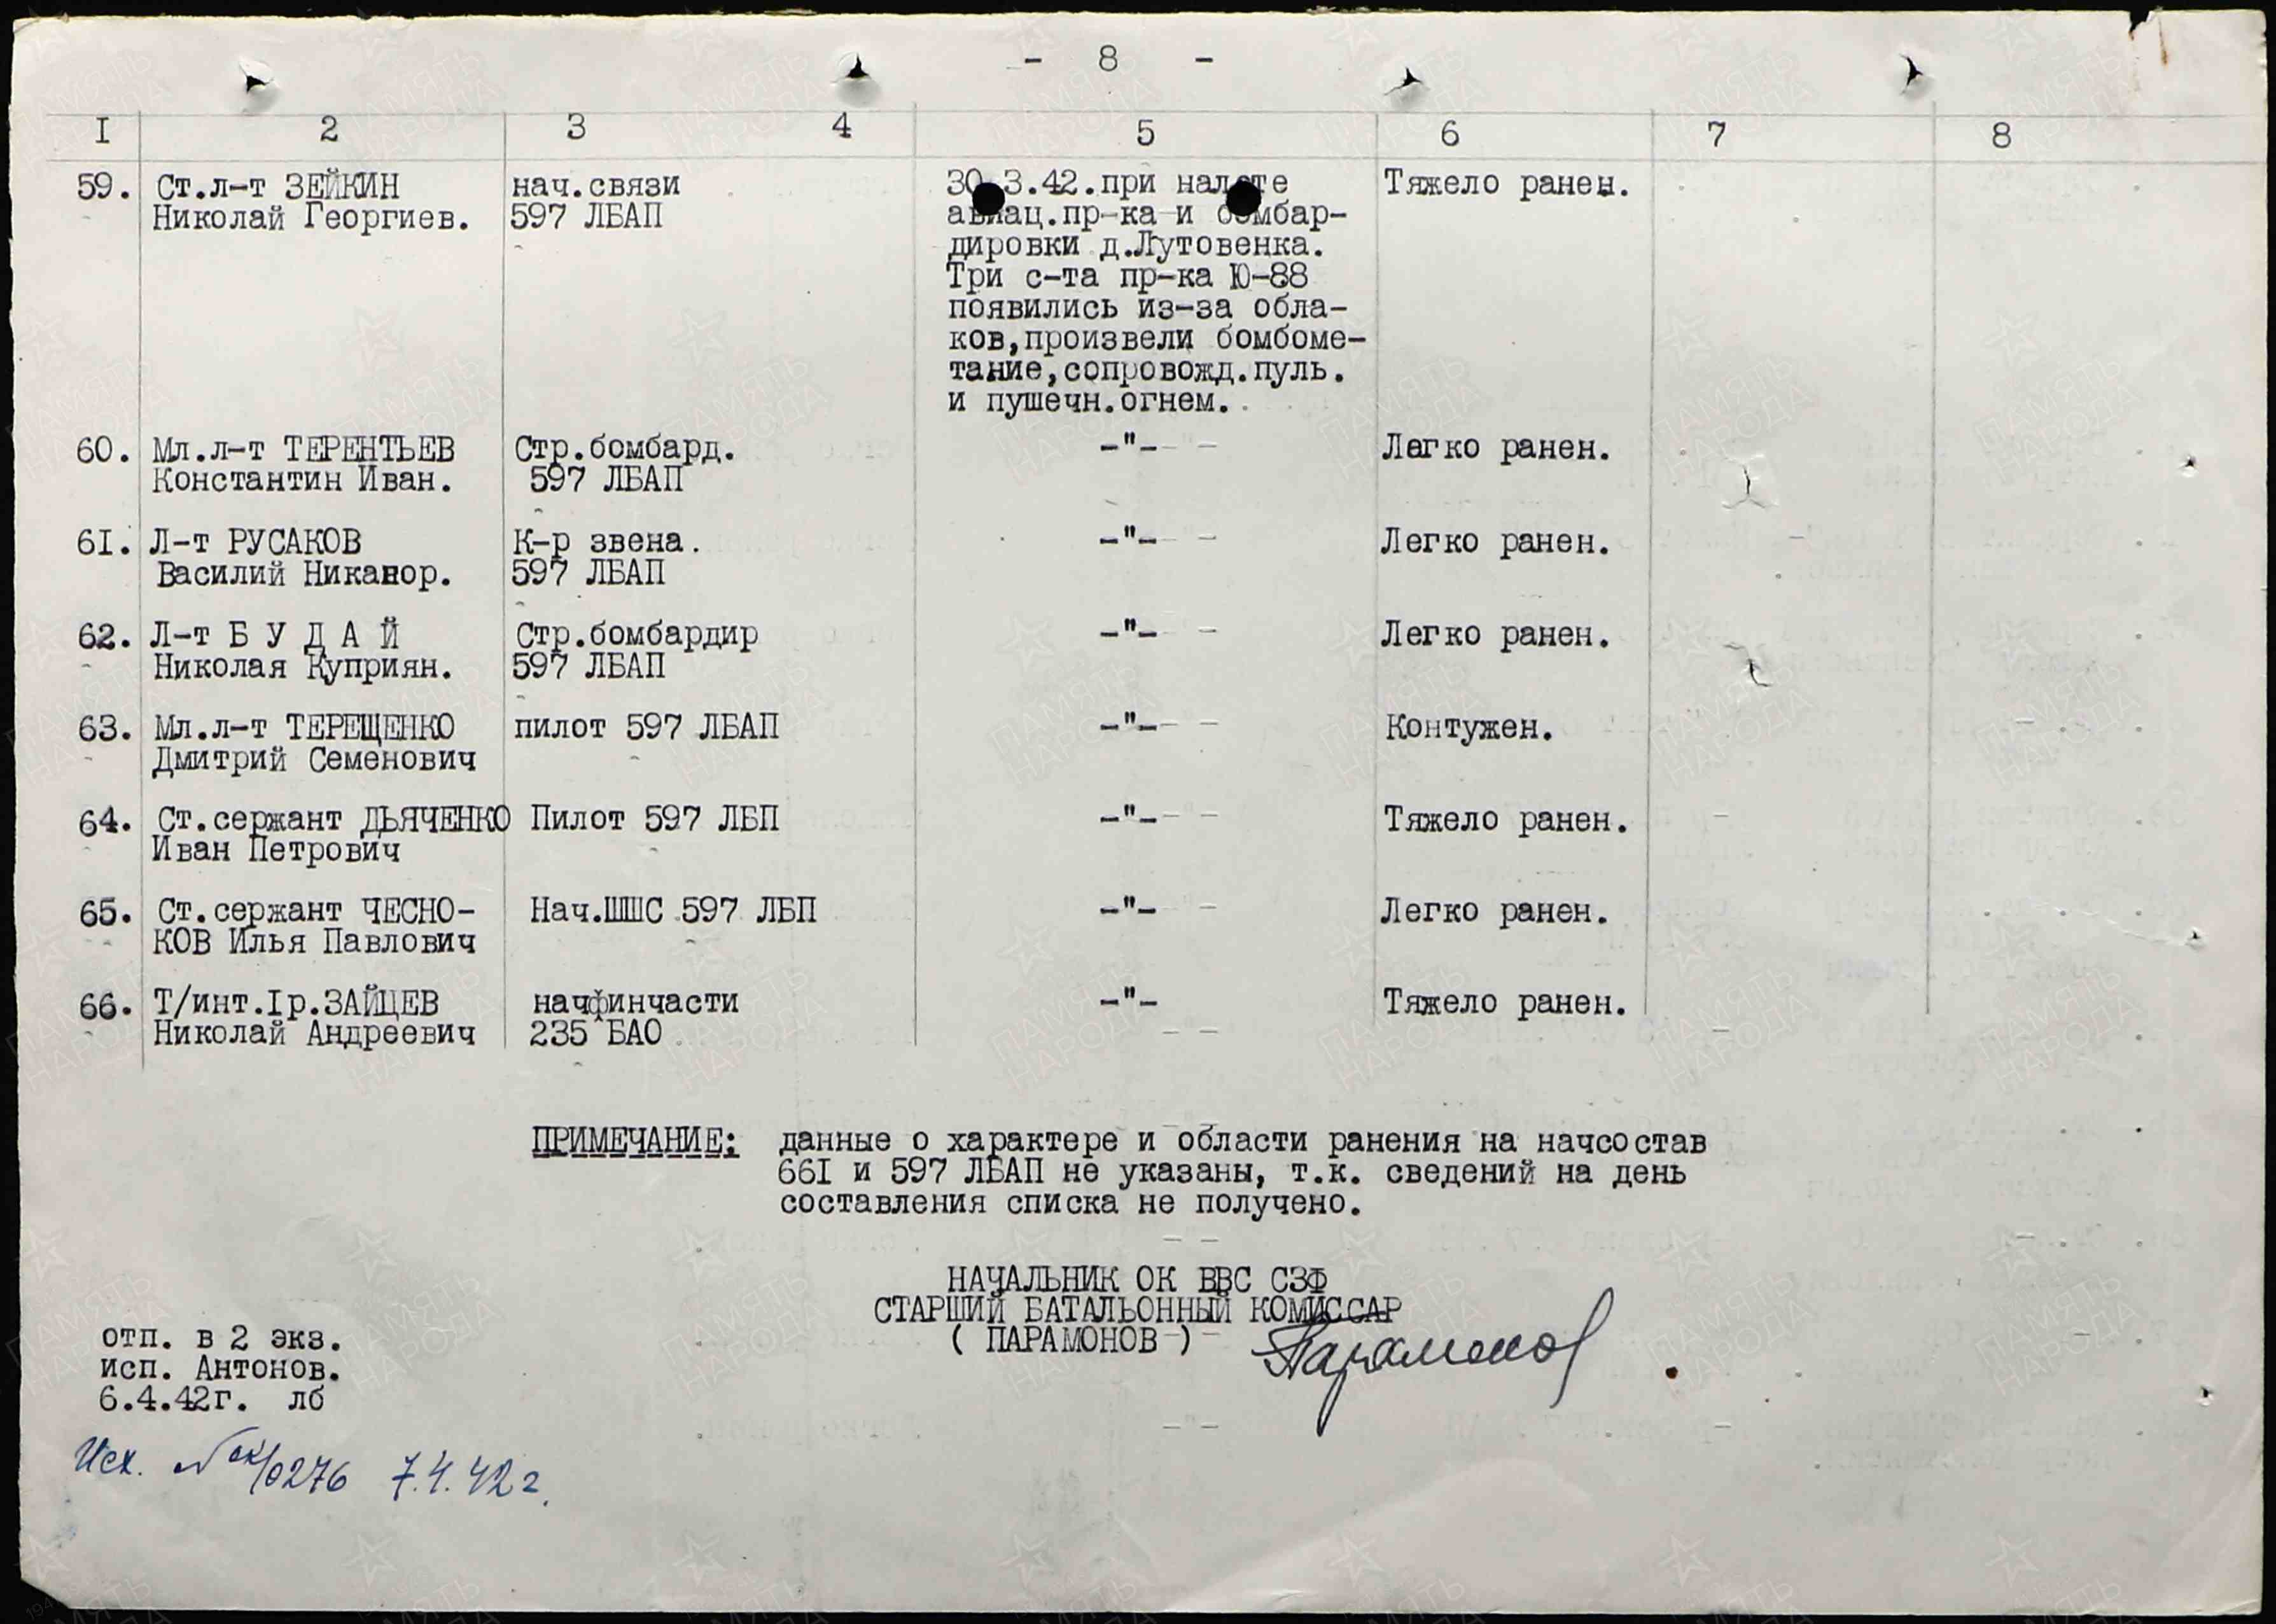 - 8 -
I 2 3 4 5 6 7 8
59. Ст.л-т ЗЕЙКИН нач.связи 30.3.42.при налете Тяжело ранен.
Николай Георгиев. 597 ЛБАП авиац.пр-ка и бомбар-
дировки д.Лутовенка.
Три с-та пр-ка Ю-88
появились из-за обла-
ков,произвели бомбоме-
тание,сопровожд.пуль.
и пушечн.огнем.
60. Мл.л-т ТЕРЕНТЬЕВ Стр.бомбард. -"- Легко ранен.
Константин Иван. 597 ЛБАП
6I. Л-т РУСАКОВ К-р звена. -"- Легко ранен.
Василий Никанор. 597 ЛБАП
62. Л-т Б У Д А Й Стр.бомбардир -"- Легко ранен.
Николая Куприян. 597 ЛБАП
63. Мл.л-т ТЕРЕЩЕНКО пилот 597 ЛБАП -"- Контужен.
Дмитрий Семенович
64. Ст.сержант ДЬЯЧЕНКО Пилот 597 ЛБП -"- Тяжело ранен.
Иван Петрович
65. Ст.сержант ЧЕСНО- Нач.ШШС 597 ЛБП -"- Легко ранен.
КОВ Илья Павлович
66. Т/инт.Iр.ЗАЙЦЕВ начфинчасти -"- Тяжело ранен.
Николай Андреевич 235 БАО
ПРИМЕЧАНИЕ: данные о характере и области ранения на начсостав
66I и 597 ЛБАП не указаны, т.к. сведений на день
составления списка не получено.
НАЧАЛЬНИК ОК ВВС СЗФ
СТАРШИЙ БАТАЛЬОННЫЙ КОМИССАР
( ПАРАМОНОВ ) Парамонов
отп. в 2 экз.
исп. Антонов.
6.4.42г. лб
Исх. № ок/0276 7.4.42г.
ПАМЯТЬ НАРОДА